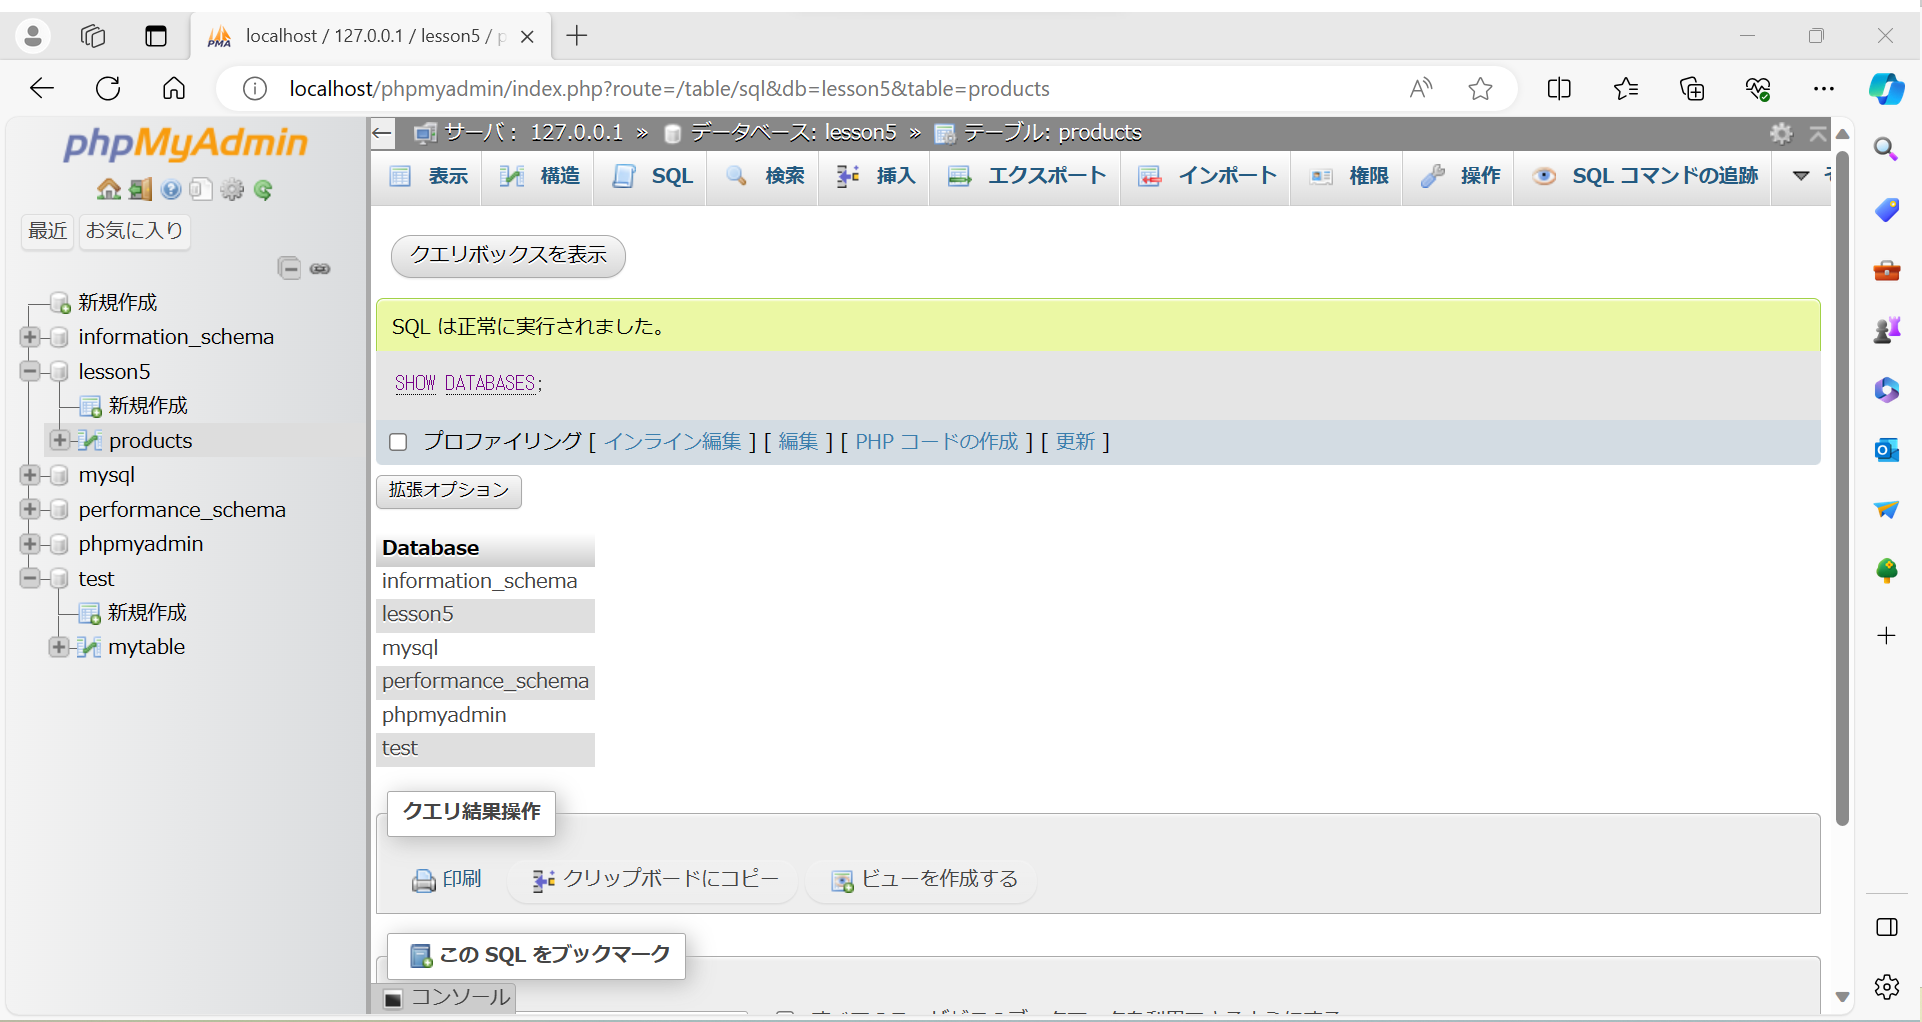 localhost / 127.0.0.1 / lesson5 / p
localhost/phpmyadmin/index.php?route=/table/sql&db=lesson5&table=products
phpMyAdmin
最近 お気に入り
新規作成
information_schema
lesson5
新規作成
products
mysql
performance_schema
phpmyadmin
test
新規作成
mytable
サーバ： 127.0.0.1 » データベース: lesson5 » テーブル: products
表示 構造 SQL 検索 挿入 エクスポート インポート 権限 操作 SQL コマンドの追跡
クエリボックスを表示
SQL は正常に実行されました。
SHOW DATABASES;
プロファイリング [ インライン編集 ] [ 編集 ] [ PHP コードの作成 ] [ 更新 ]
拡張オプション
Database
information_schema
lesson5
mysql
performance_schema
phpmyadmin
test
クエリ結果操作
印刷 クリップボードにコピー ビューを作成する
この SQL をブックマーク
コンソール